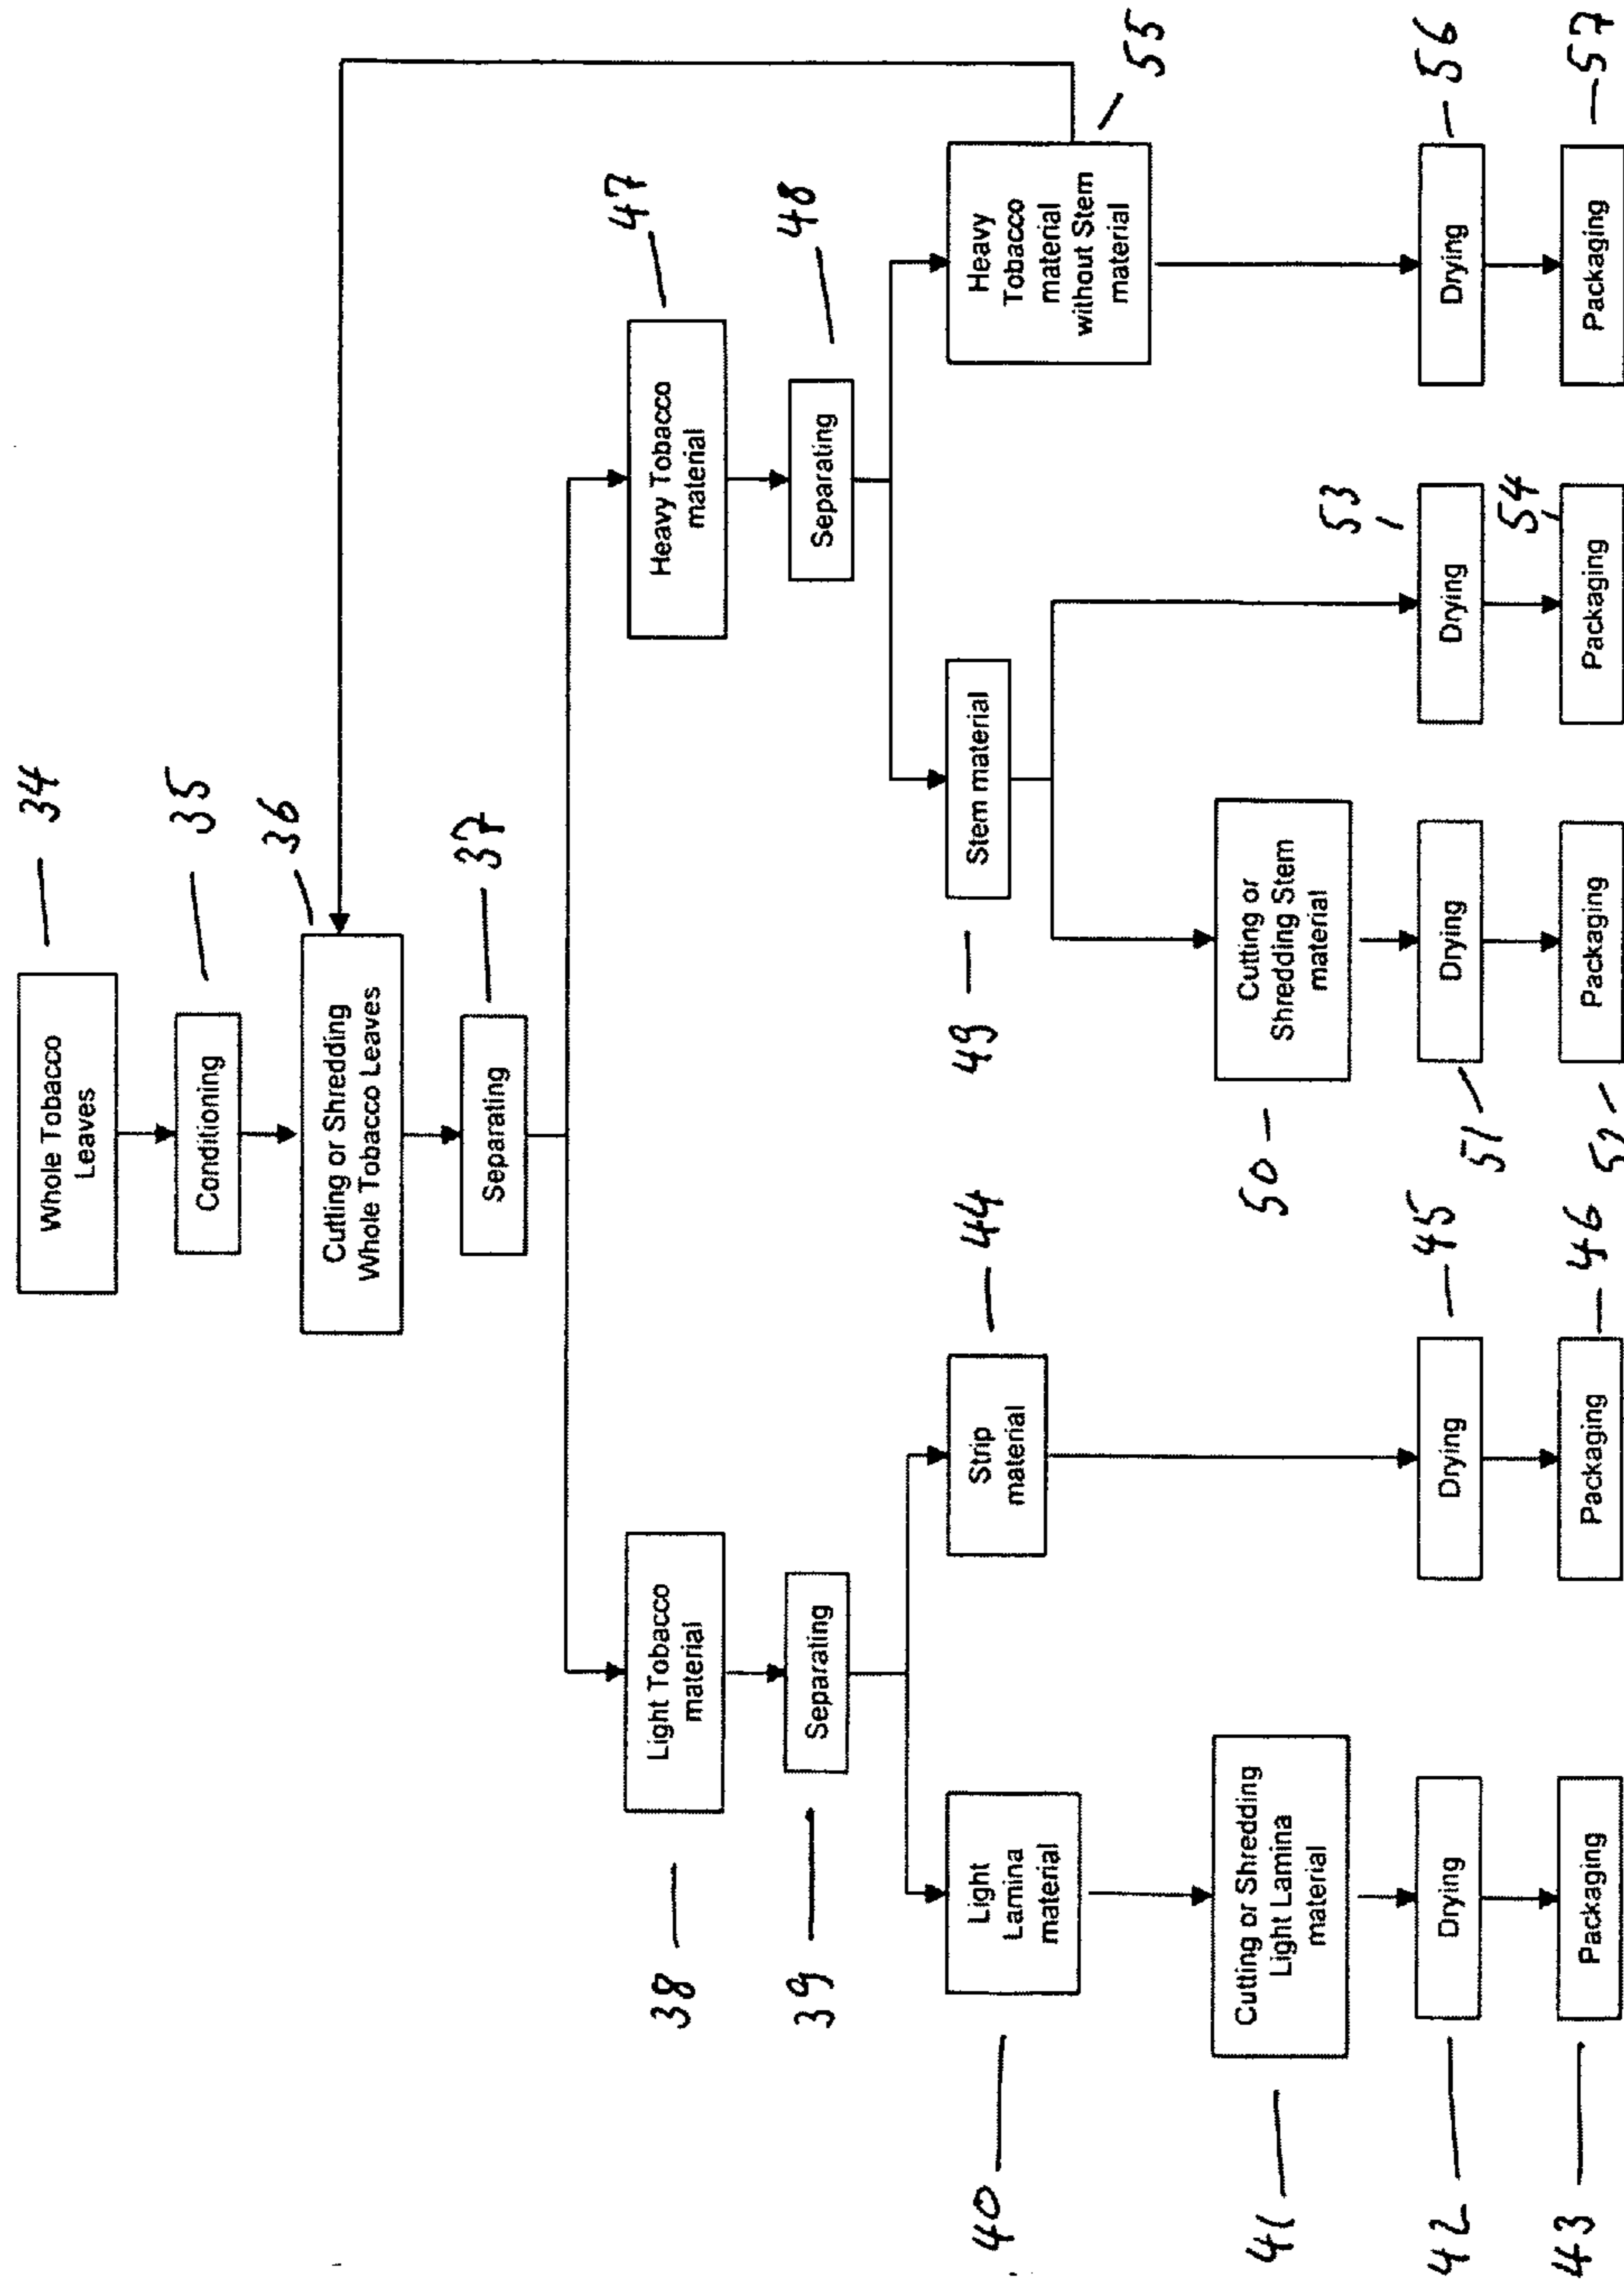 Whole Tobacco
Leaves
34
Conditioning
35
Cutting or Shredding
Whole Tobacco Leaves
36
Separating
37
38
Light Tobacco
material
Heavy Tobacco
material
47
39
Separating
Separating
48
40
Light
Lamina
material
Strip
material
44
49
Stem material
Heavy
Tobacco
material
without Stem
material
55
41
Cutting or Shredding
Light Lamina
material
50
Cutting or
Shredding Stem
material
42
Drying
Drying
45
51
Drying
53
Drying
Drying
56
43
Packaging
Packaging
46
Packaging
54
Packaging
Packaging
57